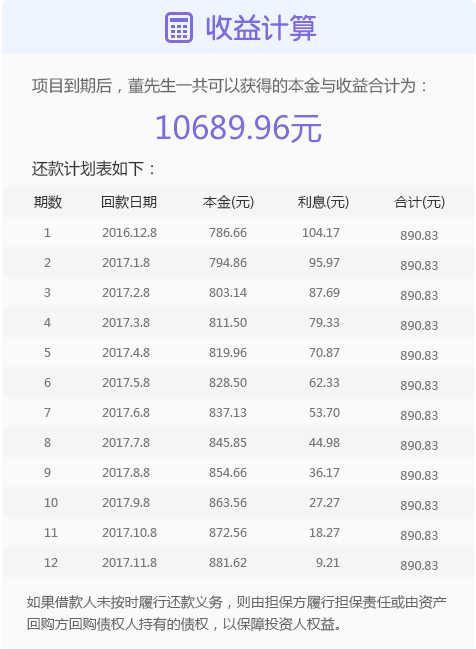 收益计算
项目到期后，董先生一共可以获得的本金与收益合计为：
10689.96元
还款计划表如下：
期数 回款日期 本金(元) 利息(元) 合计(元)
1 2016.12.8 786.66 104.17 890.83
2 2017.1.8 794.86 95.97 890.83
3 2017.2.8 803.14 87.69 890.83
4 2017.3.8 811.50 79.33 890.83
5 2017.4.8 819.96 70.87 890.83
6 2017.5.8 828.50 62.33 890.83
7 2017.6.8 837.13 53.70 890.83
8 2017.7.8 845.85 44.98 890.83
9 2017.8.8 854.66 36.17 890.83
10 2017.9.8 863.56 27.27 890.83
11 2017.10.8 872.56 18.27 890.83
12 2017.11.8 881.62 9.21 890.83
如果借款人未按时履行还款义务，则由担保方履行担保责任或由资产
回购方回购债权人持有的债权，以保障投资人权益。